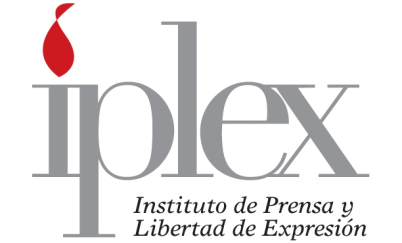 iplex
Instituto de Prensa y
Libertad de Expresión